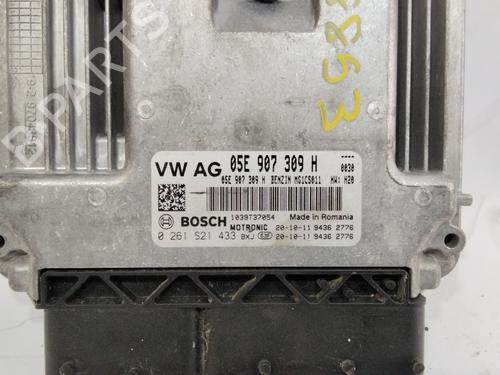 VW AG 05E 907 309 H ----
0030
05E 907 309 H BENZIN MG1CS011 HW: H20
BOSCH 1039T37054 Made in Romania
MOTRONIC 20-10-11 9436 2776
0 261 S21 433 BXJ 20-10-11 9436 2776
B-PARTS